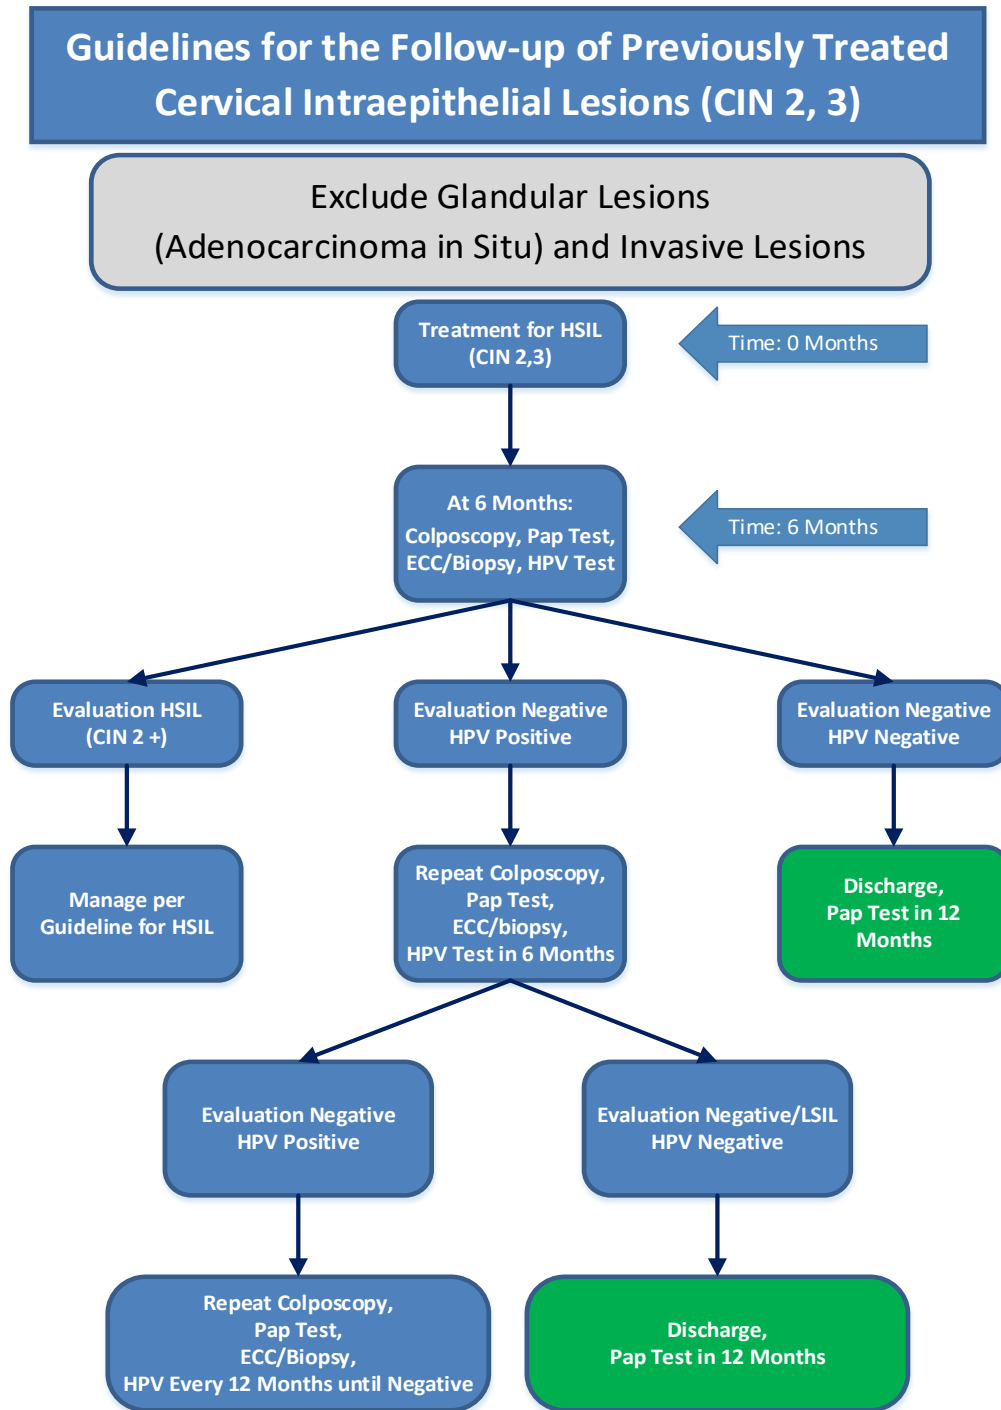 Guidelines for the Follow-up of Previously Treated
Cervical Intraepithelial Lesions (CIN 2, 3)
Exclude Glandular Lesions
(Adenocarcinoma in Situ) and Invasive Lesions
Treatment for HSIL
(CIN 2,3)
Time: 0 Months
At 6 Months:
Colposcopy, Pap Test,
ECC/Biopsy, HPV Test
Time: 6 Months
Evaluation HSIL
(CIN 2 +)
Evaluation Negative
HPV Positive
Evaluation Negative
HPV Negative
Manage per
Guideline for HSIL
Repeat Colposcopy,
Pap Test,
ECC/biopsy,
HPV Test in 6 Months
Discharge,
Pap Test in 12
Months
Evaluation Negative
HPV Positive
Evaluation Negative/LSIL
HPV Negative
Repeat Colposcopy,
Pap Test,
ECC/Biopsy,
HPV Every 12 Months until Negative
Discharge,
Pap Test in 12 Months